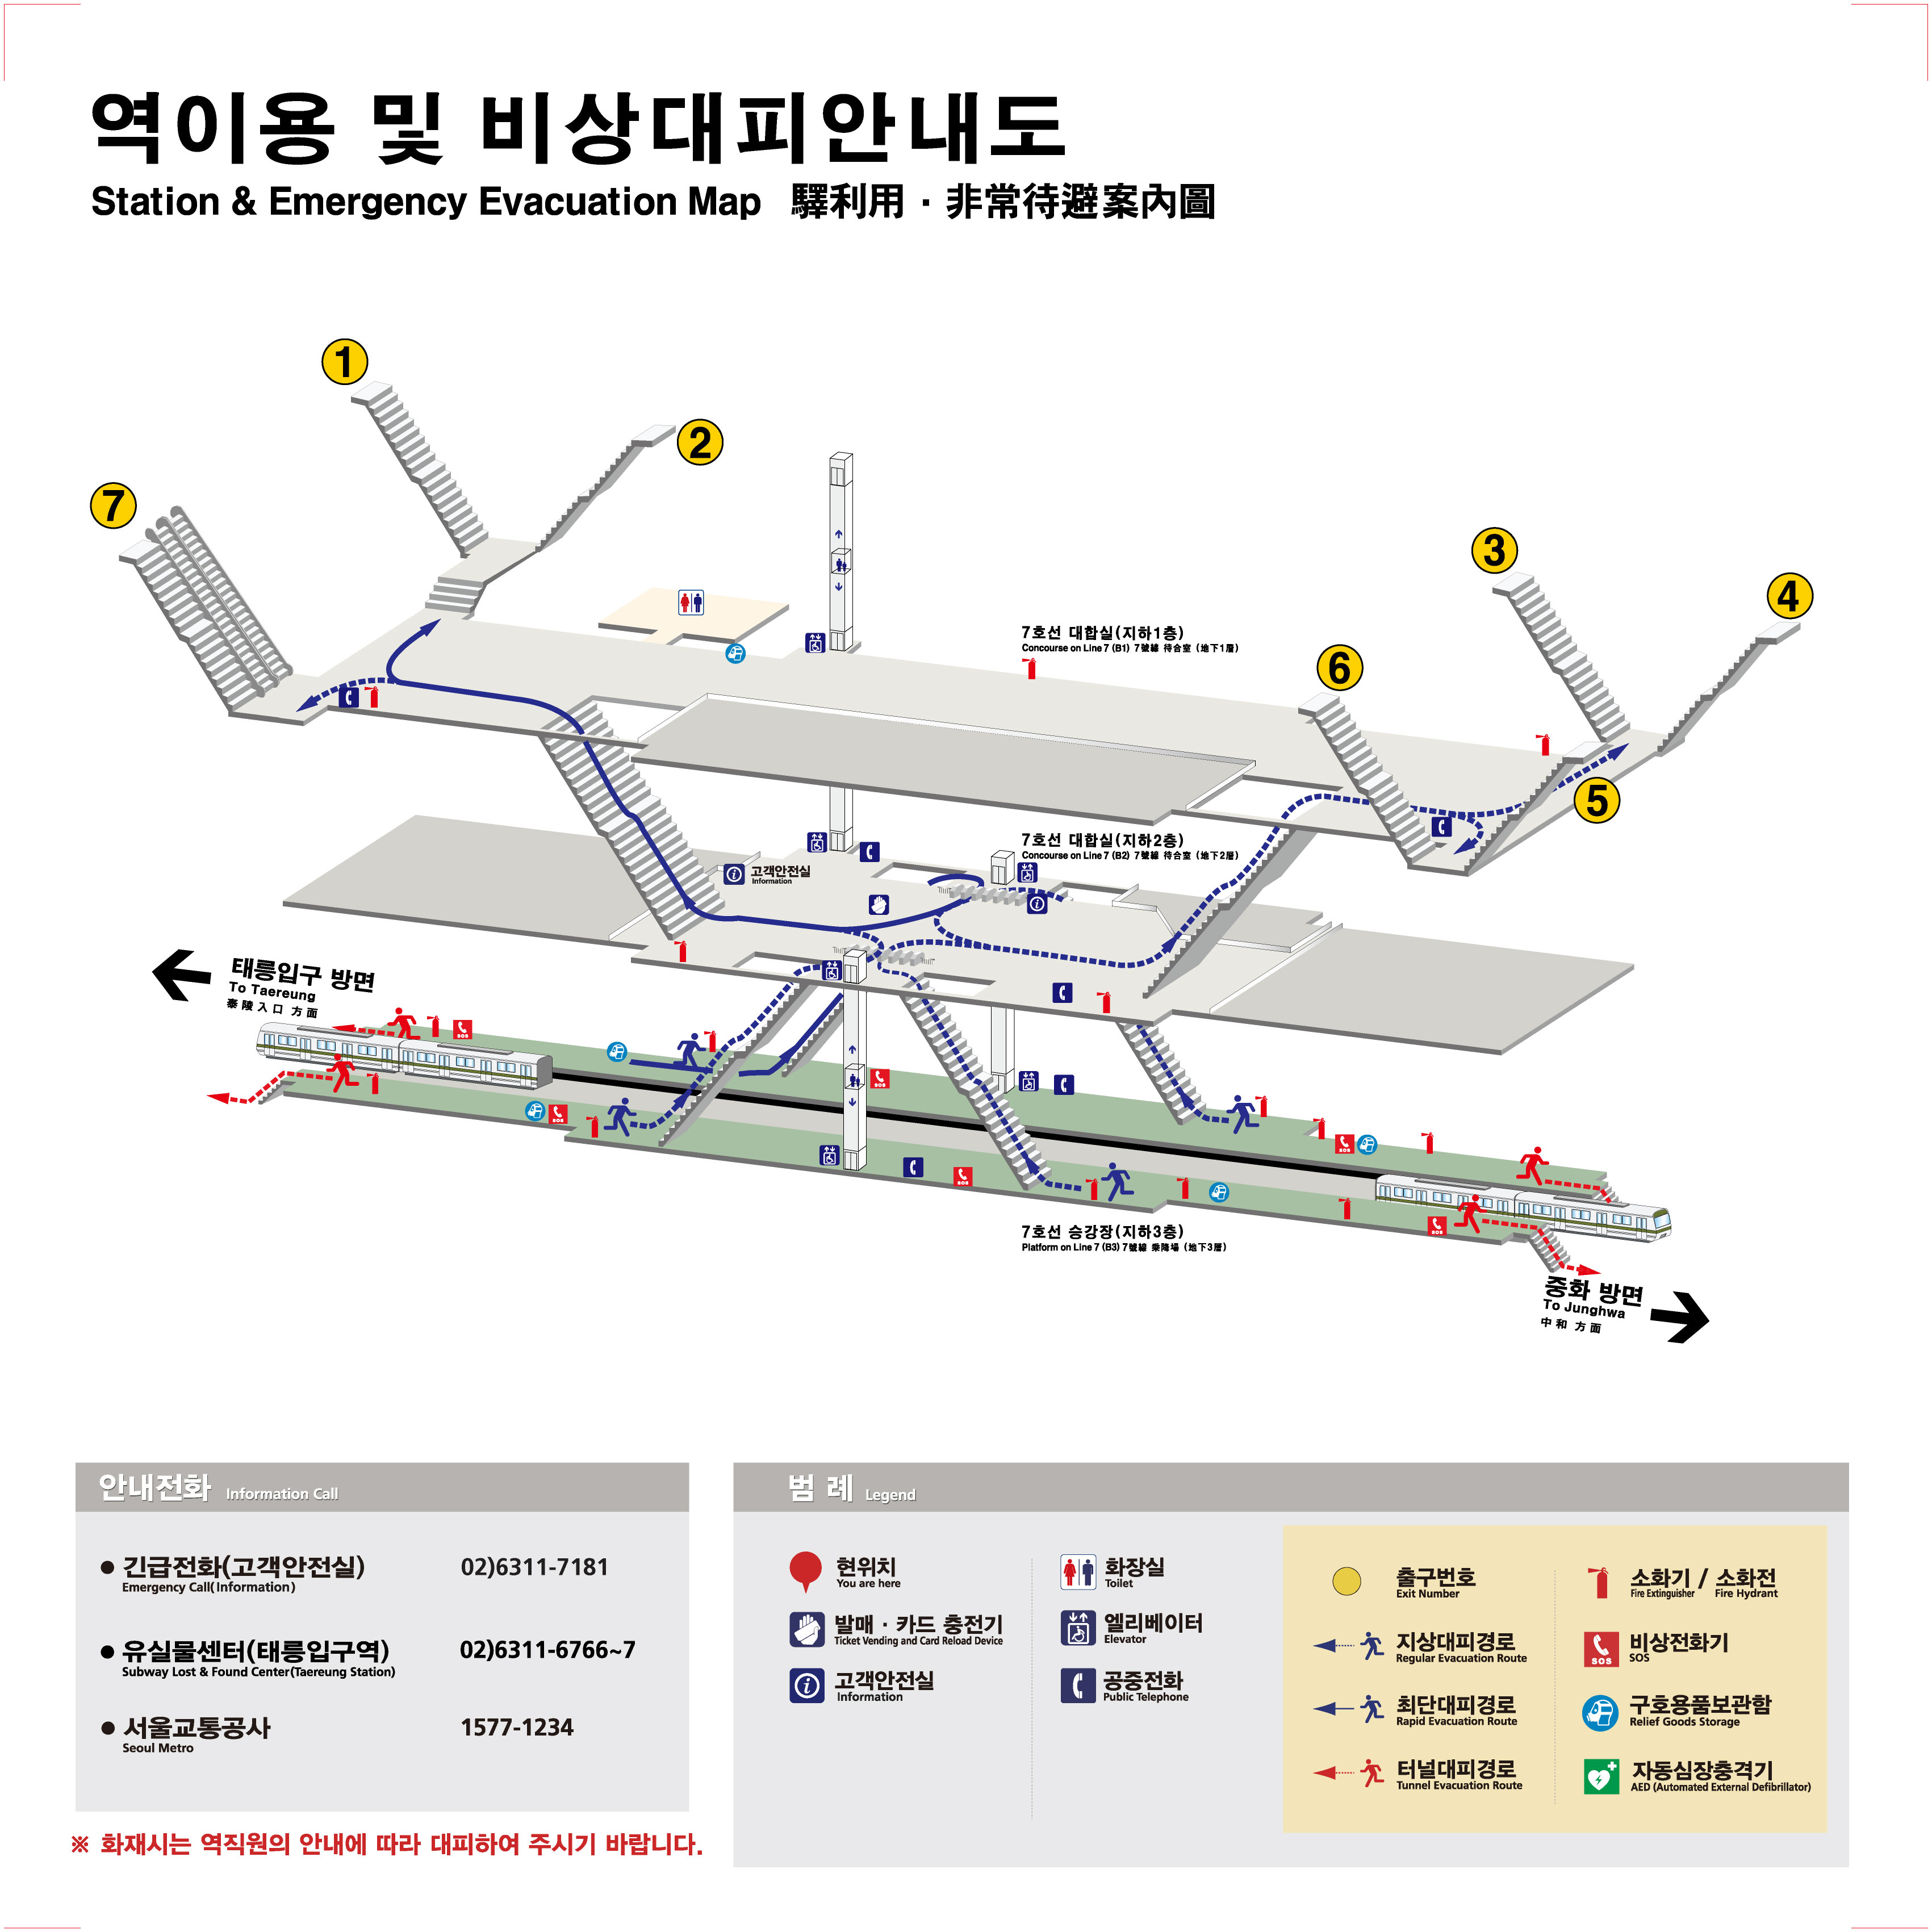 역이용 및 비상대피안내도
Station & Emergency Evacuation Map 驛利用 · 非常待避案內圖
1
2
7
3
4
7호선 대합실(지하1층)
Concourse on Line 7 (B1) 7號線 待合室 (地下1層)
6
5
7호선 대합실(지하2층)
Concourse on Line 7 (B2) 7號線 待合室 (地下2層)
고객안전실
Information
태릉입구 방면
To Taereung
泰陵入口 方面
SOS
SOS
SOS
SOS
SOS
SOS
7호선 승강장(지하3층)
Platform on Line 7 (B3) 7號線 乘降場 (地下3層)
중화 방면
To Junghwa
中和 方面
안내전화 Information Call
● 긴급전화(고객안전실) 02)6311-7181
Emergency Call(Information)
● 유실물센터(태릉입구역) 02)6311-6766~7
Subway Lost & Found Center(Taereung Station)
● 서울교통공사 1577-1234
Seoul Metro
※ 화재시는 역직원의 안내에 따라 대피하여 주시기 바랍니다.
범 례 Legend
현위치
You are here
발매 · 카드 충전기
Ticket Vending and Card Reload Device
고객안전실
Information
화장실
Toilet
엘리베이터
Elevator
공중전화
Public Telephone
출구번호
Exit Number
지상대피경로
Regular Evacuation Route
최단대피경로
Rapid Evacuation Route
터널대피경로
Tunnel Evacuation Route
소화기 / 소화전
Fire Extinguisher / Fire Hydrant
SOS
비상전화기
SOS
구호용품보관함
Relief Goods Storage
자동심장충격기
AED (Automated External Defibrillator)